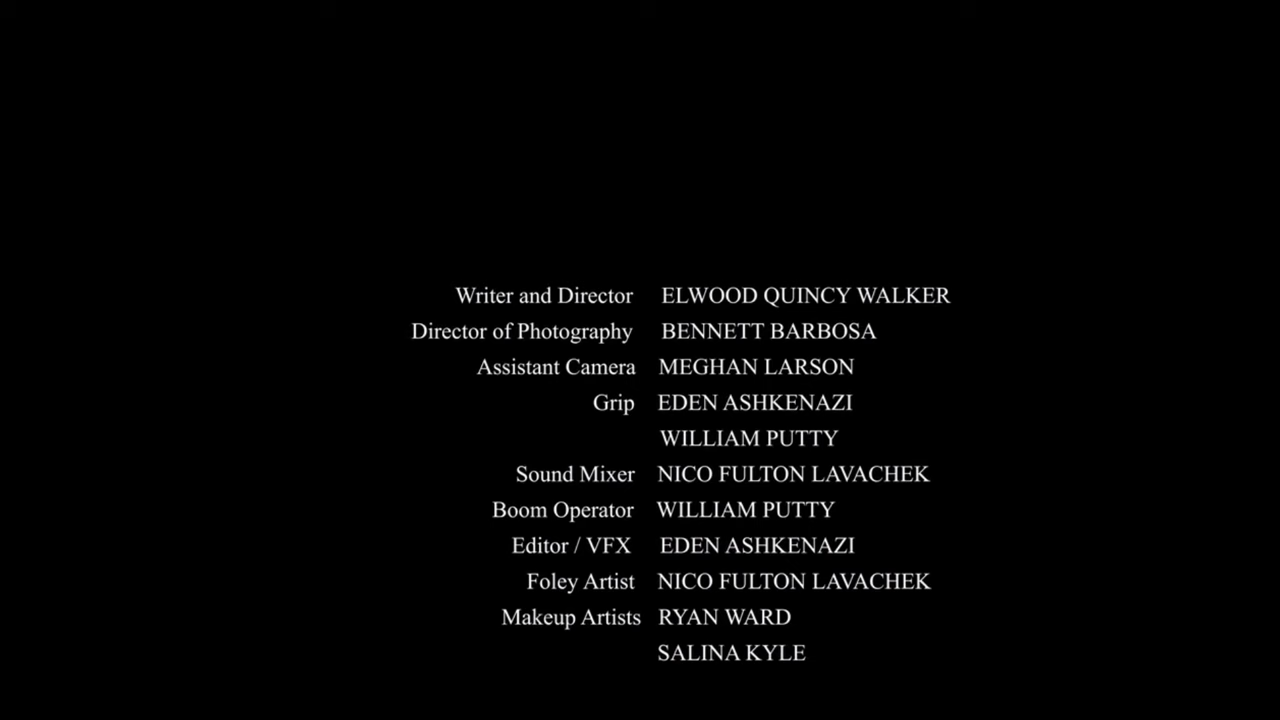 Writer and Director ELWOOD QUINCY WALKER
Director of Photography BENNETT BARBOSA
Assistant Camera MEGHAN LARSON
Grip EDEN ASHKENAZI
WILLIAM PUTTY
Sound Mixer NICO FULTON LAVACHEK
Boom Operator WILLIAM PUTTY
Editor / VFX EDEN ASHKENAZI
Foley Artist NICO FULTON LAVACHEK
Makeup Artists RYAN WARD
SALINA KYLE